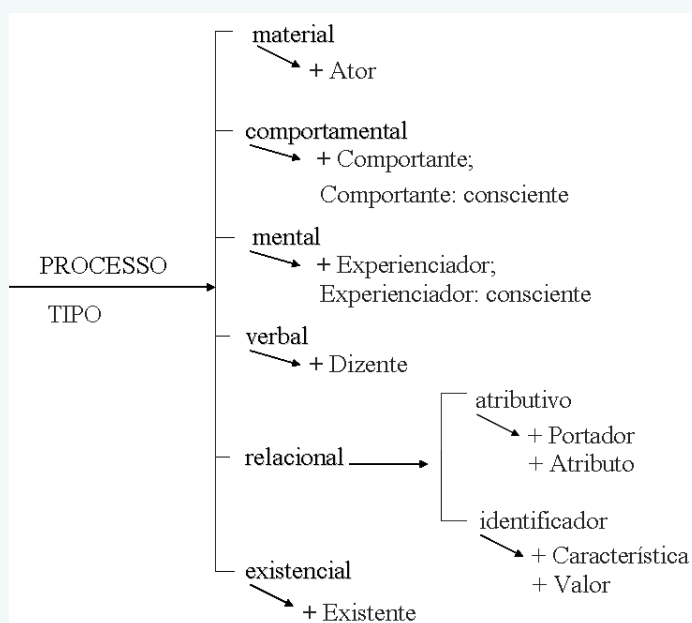 material
+ Ator
comportamental
+ Comportante;
Comportante: consciente
mental
+ Experienciador;
Experienciador: consciente
PROCESSO
TIPO
verbal
+ Dizente
relacional
atributivo
+ Portador
+ Atributo
identificador
+ Característica
+ Valor
existencial
+ Existente